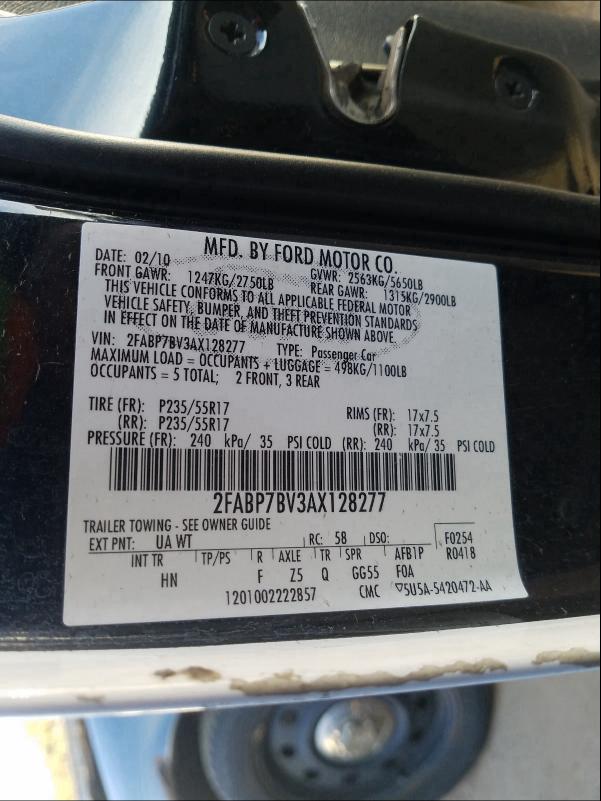 MFD. BY FORD MOTOR CO.
DATE: 02/10 GVWR: 2563KG/5650LB
FRONT GAWR: 1247KG/2750LB REAR GAWR: 1315KG/2900LB
THIS VEHICLE CONFORMS TO ALL APPLICABLE FEDERAL MOTOR
VEHICLE SAFETY, BUMPER, AND THEFT PREVENTION STANDARDS
IN EFFECT ON THE DATE OF MANUFACTURE SHOWN ABOVE.
VIN: 2FABP7BV3AX128277 TYPE: Passenger Car
MAXIMUM LOAD = OCCUPANTS + LUGGAGE = 498KG/1100LB
OCCUPANTS = 5 TOTAL; 2 FRONT, 3 REAR
TIRE (FR): P235/55R17 RIMS (FR): 17x7.5
(RR): P235/55R17 (RR): 17x7.5
PRESSURE (FR): 240 kPa/ 35 PSI COLD (RR): 240 kPa/ 35 PSI COLD
2FABP7BV3AX128277
TRAILER TOWING - SEE OWNER GUIDE
EXT PNT: UA WT RC: 58 DSO: F0254
INT TR TP/PS R AXLE TR SPR AFB1P R0418
HN F Z5 Q GG55 F0A
1201002222857 CMC ▽5U5A-5420472-AA